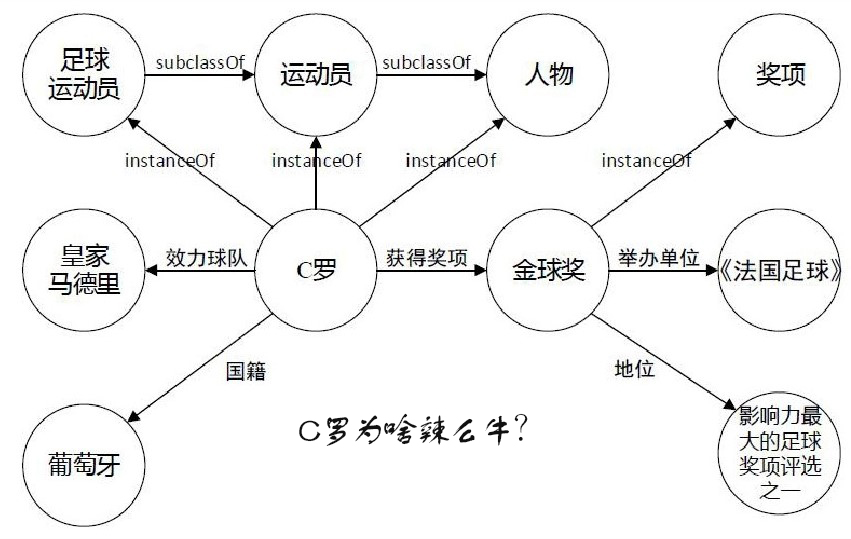 足球
运动员
subclassOf
运动员
subclassOf
人物
奖项
instanceOf
instanceOf
instanceOf
instanceOf
皇家
马德里
效力球队
C罗
获得奖项
金球奖
举办单位
《法国足球》
国籍
地位
C罗为啥辣么牛?
葡萄牙
影响力最
大的足球
奖项评选
之一